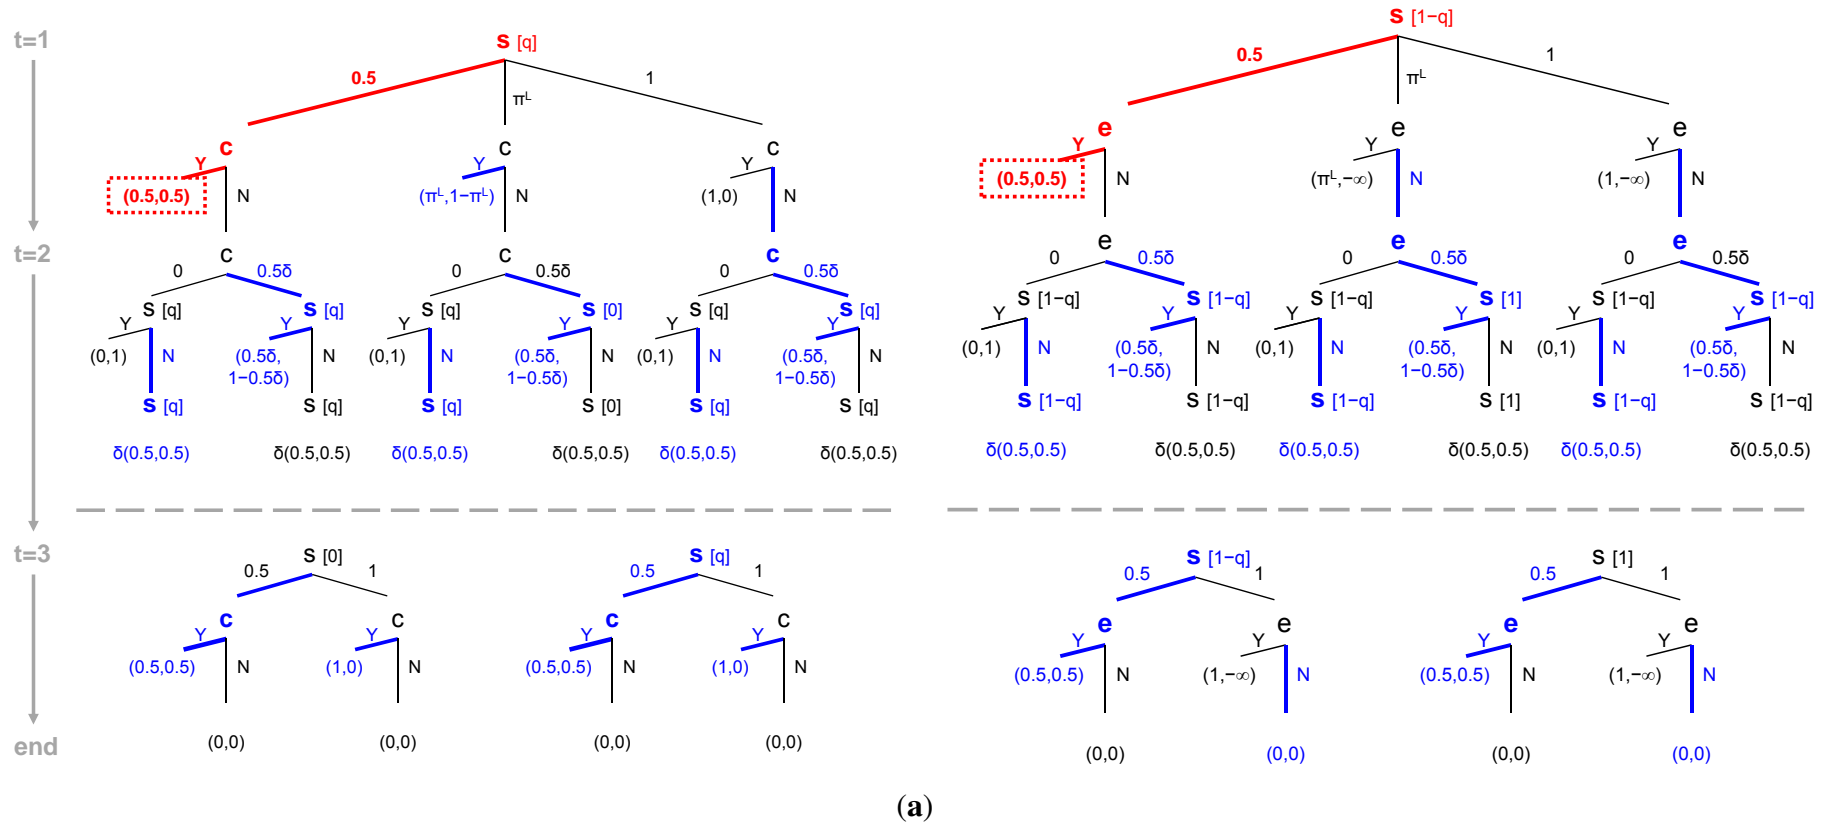 t=1
s [q]
0.5
πᴸ
1
c
c
c
Y
N
Y
N
Y
N
(0.5,0.5)
(πᴸ,1−πᴸ)
(1,0)
s [1−q]
0.5
πᴸ
1
e
e
e
Y
N
Y
N
Y
N
(0.5,0.5)
(πᴸ,−∞)
(1,−∞)
t=2
c
c
c
0
0.5δ
0
0.5δ
0
0.5δ
s [q]
s [q]
s [q]
s [0]
s [q]
s [q]
Y
N
Y
N
Y
N
Y
N
Y
N
Y
N
(0,1)
(0.5δ,
1−0.5δ)
(0,1)
(0.5δ,
1−0.5δ)
(0,1)
(0.5δ,
1−0.5δ)
s [q]
s [q]
s [q]
s [0]
s [q]
s [q]
δ(0.5,0.5)
δ(0.5,0.5)
δ(0.5,0.5)
δ(0.5,0.5)
δ(0.5,0.5)
δ(0.5,0.5)
e
e
e
0
0.5δ
0
0.5δ
0
0.5δ
s [1−q]
s [1−q]
s [1−q]
s [1]
s [1−q]
s [1−q]
Y
N
Y
N
Y
N
Y
N
Y
N
Y
N
(0,1)
(0.5δ,
1−0.5δ)
(0,1)
(0.5δ,
1−0.5δ)
(0,1)
(0.5δ,
1−0.5δ)
s [1−q]
s [1−q]
s [1−q]
s [1]
s [1−q]
s [1−q]
δ(0.5,0.5)
δ(0.5,0.5)
δ(0.5,0.5)
δ(0.5,0.5)
δ(0.5,0.5)
δ(0.5,0.5)
t=3
s [0]
0.5
1
c
c
Y
N
Y
N
(0.5,0.5)
(1,0)
s [q]
0.5
1
c
c
Y
N
Y
N
(0.5,0.5)
(1,0)
s [1−q]
0.5
1
e
e
Y
N
Y
N
(0.5,0.5)
(1,−∞)
s [1]
0.5
1
e
e
Y
N
Y
N
(0.5,0.5)
(1,−∞)
end
(0,0)
(0,0)
(0,0)
(0,0)
(0,0)
(0,0)
(0,0)
(0,0)
(a)